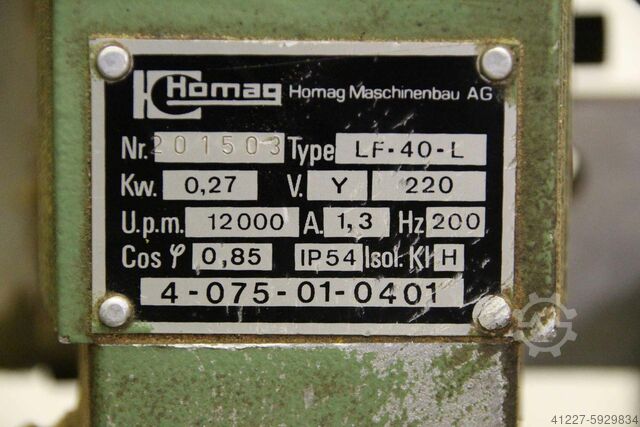 Homag Homag Maschinenbau AG
Nr. 201503 Type LF-40-L
Kw. 0,27 V. Y 220
U.p.m. 12000 A. 1,3 Hz 200
Cos φ 0,85 IP54 Isol. Kl H
4-075-01-0401
41227-5929834